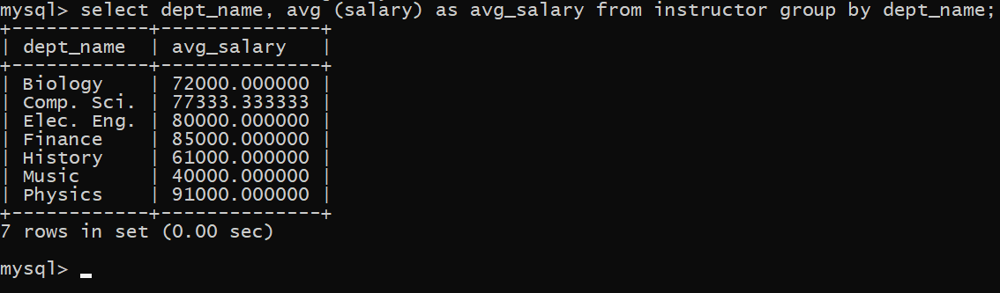 mysql> select dept_name, avg (salary) as avg_salary from instructor group by dept_name;
+------------+--------------+
| dept_name  | avg_salary   |
+------------+--------------+
| Biology    | 72000.000000 |
| Comp. Sci. | 77333.333333 |
| Elec. Eng. | 80000.000000 |
| Finance    | 85000.000000 |
| History    | 61000.000000 |
| Music      | 40000.000000 |
| Physics    | 91000.000000 |
+------------+--------------+
7 rows in set (0.00 sec)
mysql> _